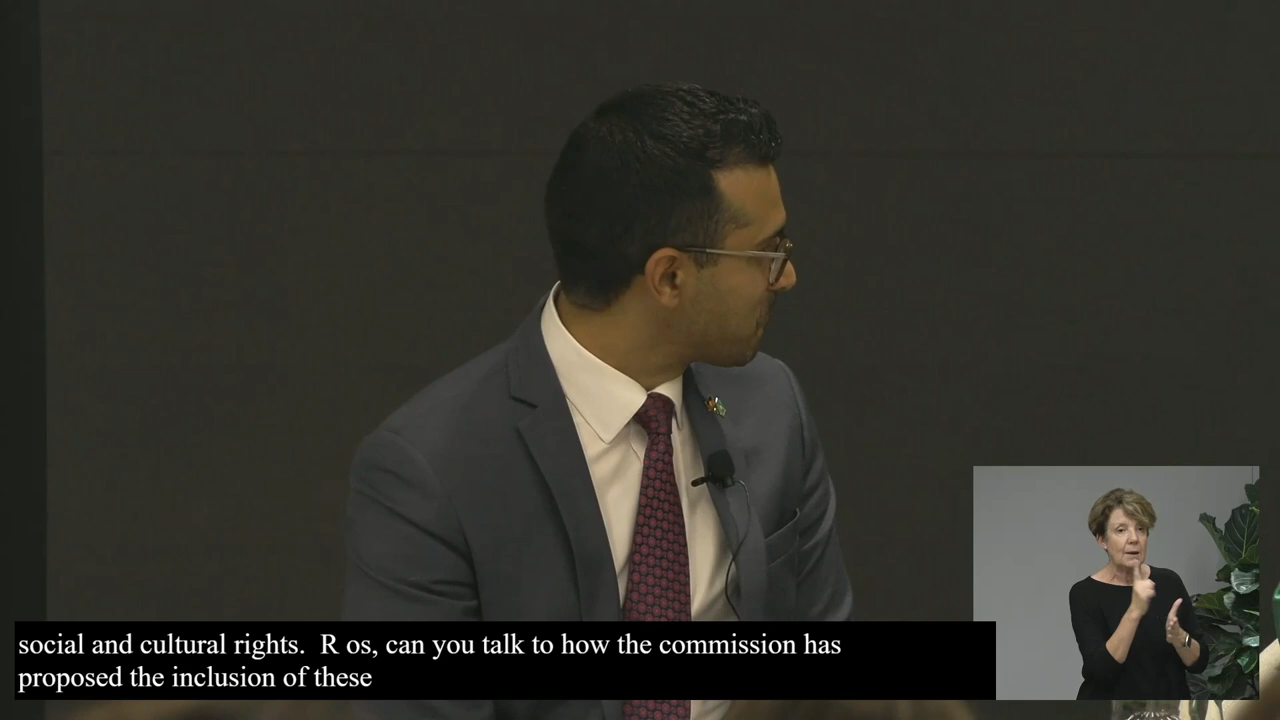 social and cultural rights.  R os, can you talk to how the commission has
proposed the inclusion of these